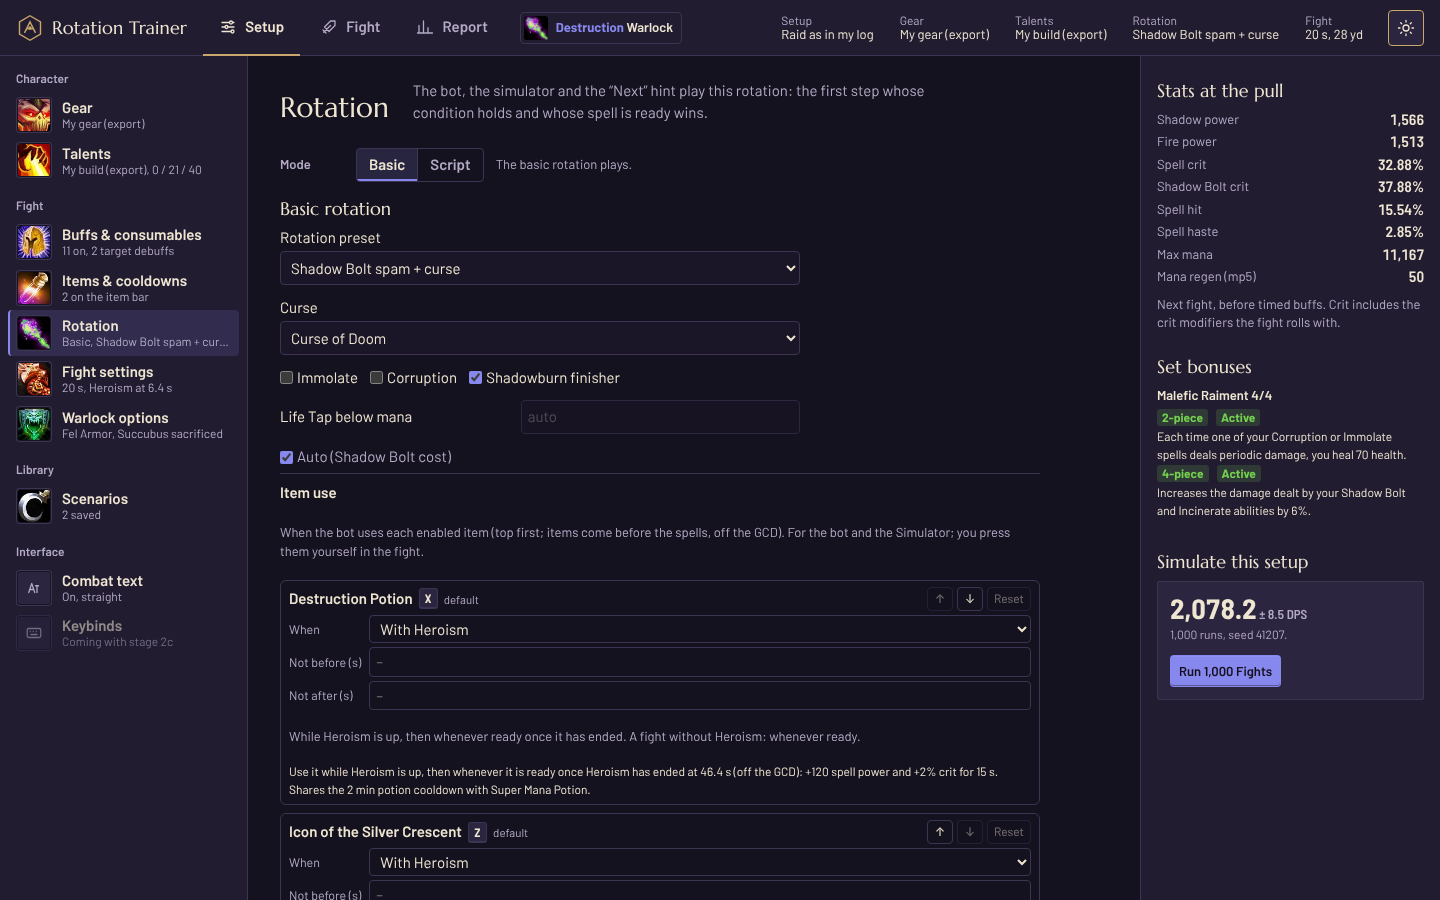 Rotation Trainer
Setup
Fight
Report
Destruction Warlock
Setup
Raid as in my log
Gear
My gear (export)
Talents
My build (export)
Rotation
Shadow Bolt spam + curse
Fight
20 s, 28 yd
Character
Gear
My gear (export)
Talents
My build (export), 0 / 21 / 40
Fight
Buffs & consumables
11 on, 2 target debuffs
Items & cooldowns
2 on the item bar
Rotation
Basic, Shadow Bolt spam + cur...
Fight settings
20 s, Heroism at 6.4 s
Warlock options
Fel Armor, Succubus sacrificed
Library
Scenarios
2 saved
Interface
AT
Combat text
On, straight
Keybinds
Coming with stage 2c
Rotation
The bot, the simulator and the “Next” hint play this rotation: the first step whose
condition holds and whose spell is ready wins.
Mode
Basic
Script
The basic rotation plays.
Basic rotation
Rotation preset
Shadow Bolt spam + curse
Curse
Curse of Doom
Immolate
Corruption
Shadowburn finisher
Life Tap below mana
auto
Auto (Shadow Bolt cost)
Item use
When the bot uses each enabled item (top first; items come before the spells, off the GCD). For the bot and the Simulator; you press
them yourself in the fight.
Destruction Potion X default
↑ ↓ Reset
When
With Heroism
Not before (s)
–
Not after (s)
–
While Heroism is up, then whenever ready once it has ended. A fight without Heroism: whenever ready.
Use it while Heroism is up, then whenever it is ready once Heroism has ended at 46.4 s (off the GCD): +120 spell power and +2% crit for 15 s.
Shares the 2 min potion cooldown with Super Mana Potion.
Icon of the Silver Crescent Z default
↑ ↓ Reset
When
With Heroism
Not before (s)
–
Stats at the pull
Shadow power 1,566
Fire power 1,513
Spell crit 32.88%
Shadow Bolt crit 37.88%
Spell hit 15.54%
Spell haste 2.85%
Max mana 11,167
Mana regen (mp5) 50
Next fight, before timed buffs. Crit includes the
crit modifiers the fight rolls with.
Set bonuses
Malefic Raiment 4/4
2-piece Active
Each time one of your Corruption or Immolate
spells deals periodic damage, you heal 70 health.
4-piece Active
Increases the damage dealt by your Shadow Bolt
and Incinerate abilities by 6%.
Simulate this setup
2,078.2 ± 8.5 DPS
1,000 runs, seed 41207.
Run 1,000 Fights